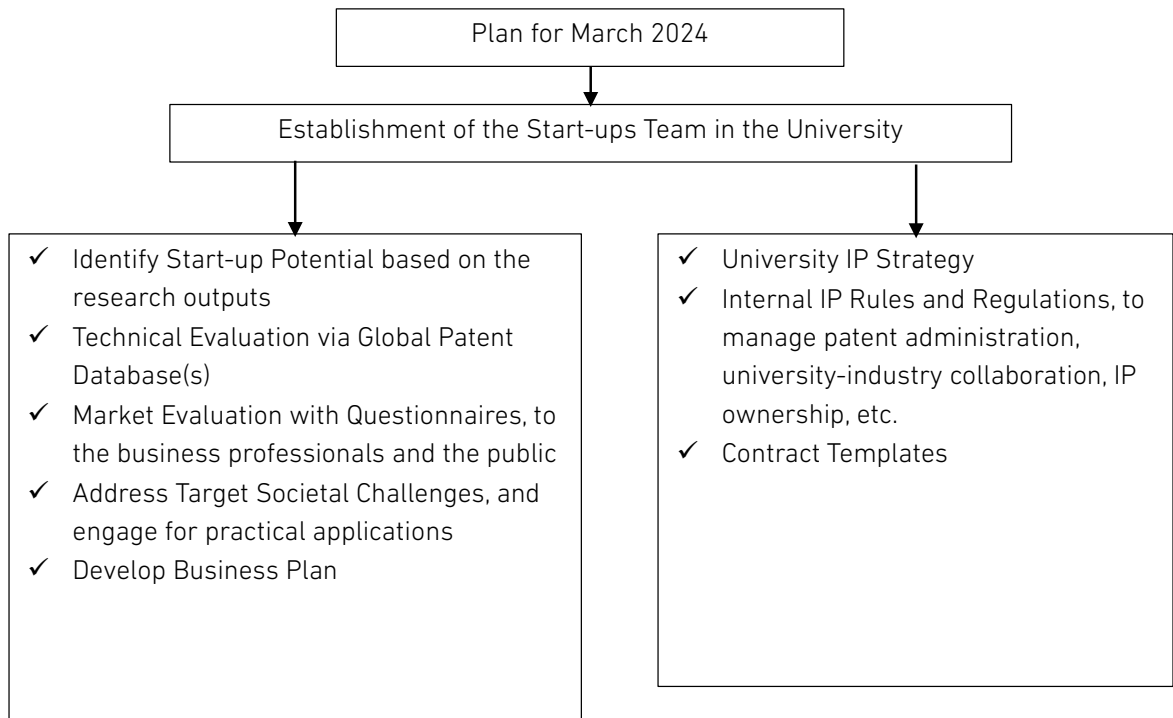 Plan for March 2024
Establishment of the Start-ups Team in the University
✓ Identify Start-up Potential based on the
research outputs
✓ Technical Evaluation via Global Patent
Database(s)
✓ Market Evaluation with Questionnaires, to
the business professionals and the public
✓ Address Target Societal Challenges, and
engage for practical applications
✓ Develop Business Plan
✓ University IP Strategy
✓ Internal IP Rules and Regulations, to
manage patent administration,
university-industry collaboration, IP
ownership, etc.
✓ Contract Templates